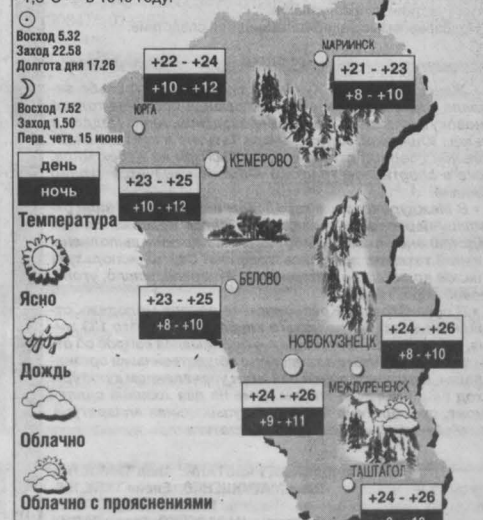 Восход 5.32
Заход 22.58
Долгота дня 17.26
Восход 7.52
Заход 1.50
Перв. четв. 15 июня
день
ночь
Температура
Ясно
Дождь
Облачно
Облачно с прояснениями
МАРИИНСК
+22 - +24
+10 - +12
+21 - +23
+8 - +10
ЮРГА
КЕМЕРОВО
+23 - +25
+10 - +12
БЕЛОВО
+23 - +25
+8 - +10
НОВОКУЗНЕЦК
+24 - +26
+8 - +10
МЕЖДУРЕЧЕНСК
+24 - +26
+9 - +11
ТАШТАГОЛ
+24 - +26